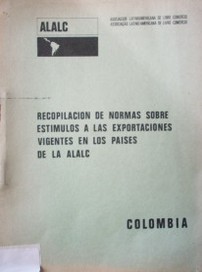 ALALC
ASOCIACION LATINOAMERICANA DE LIBRE COMERCIO
ASSOCIAÇÃO LATINO-AMERICANA DE LIVRE COMÉRCIO
RECOPILACION DE NORMAS SOBRE
ESTIMULOS A LAS EXPORTACIONES
VIGENTES EN LOS PAISES
DE LA ALALC
COLOMBIA